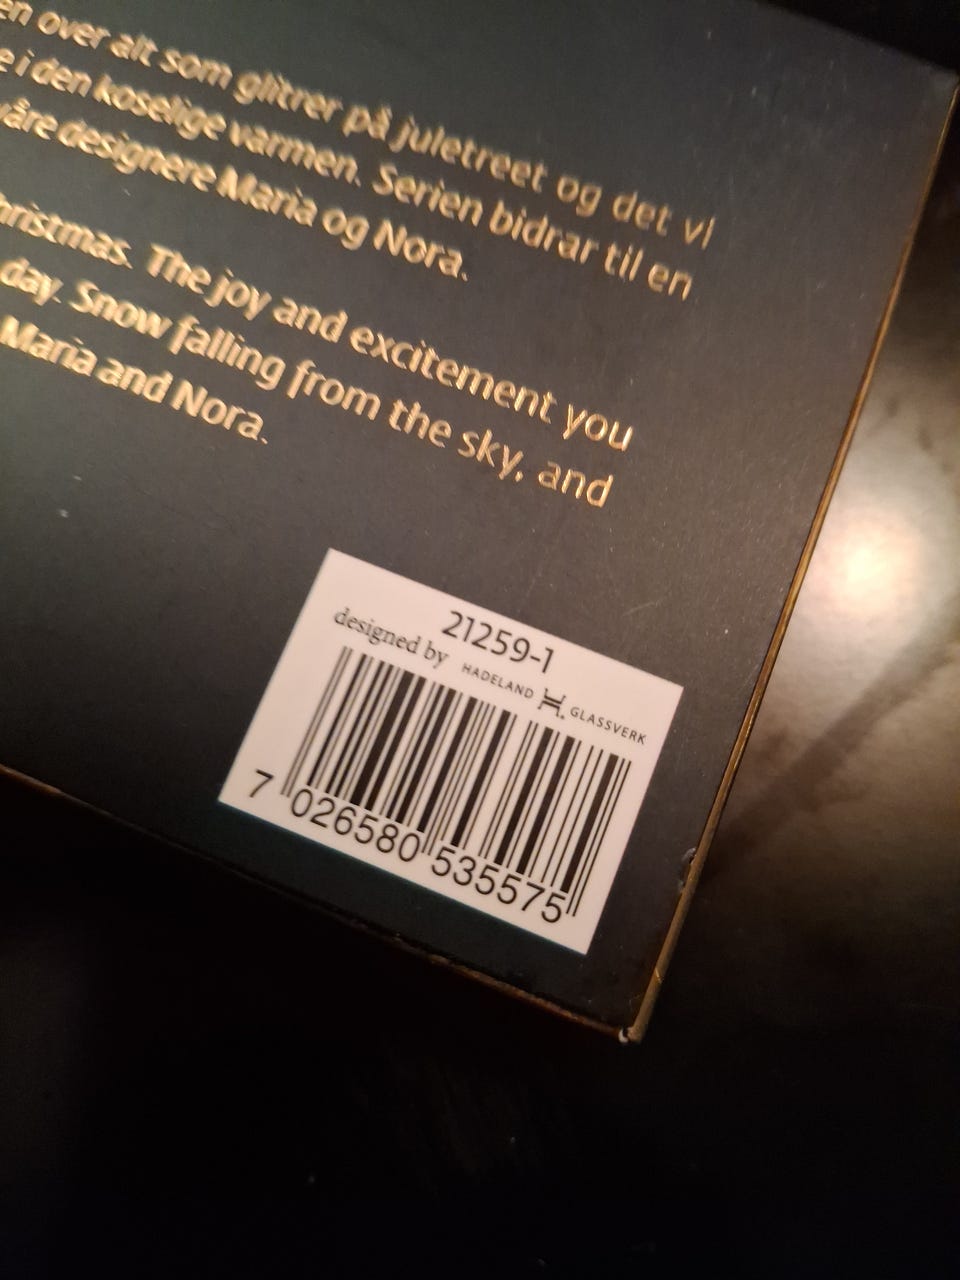 en over alt som glitrer på juletreet og det vi
i den koselige varmen. Serien bidrar til en
våre designere Maria og Nora.
hristmas. The joy and excitement you
day. Snow falling from the sky, and
Maria and Nora.
21259-1
designed by HADELAND H. GLASSVERK
7 026580 535575